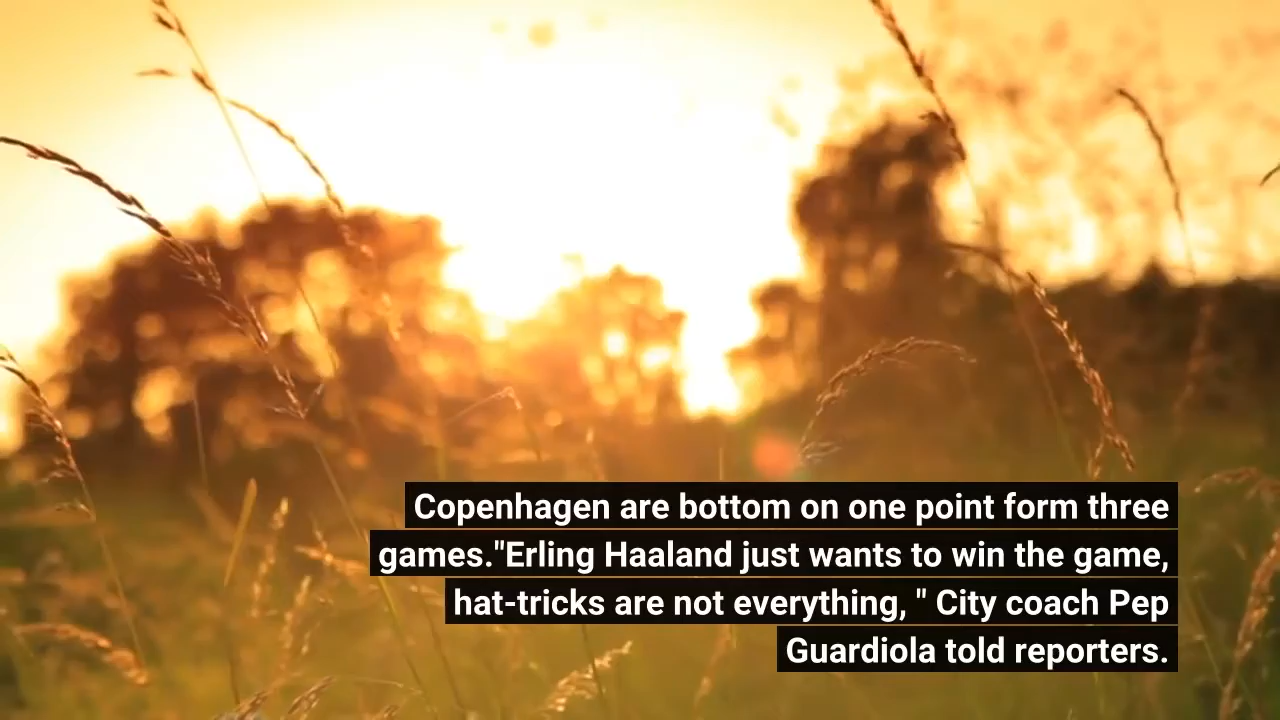 Copenhagen are bottom on one point form three
games."Erling Haaland just wants to win the game,
hat-tricks are not everything, " City coach Pep
Guardiola told reporters.